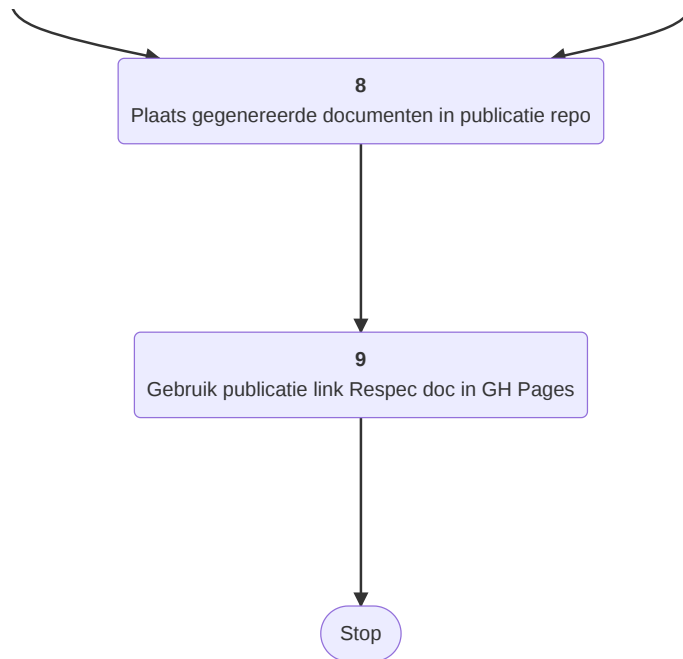 8
Plaats gegenereerde documenten in publicatie repo
9
Gebruik publicatie link Respec doc in GH Pages
Stop